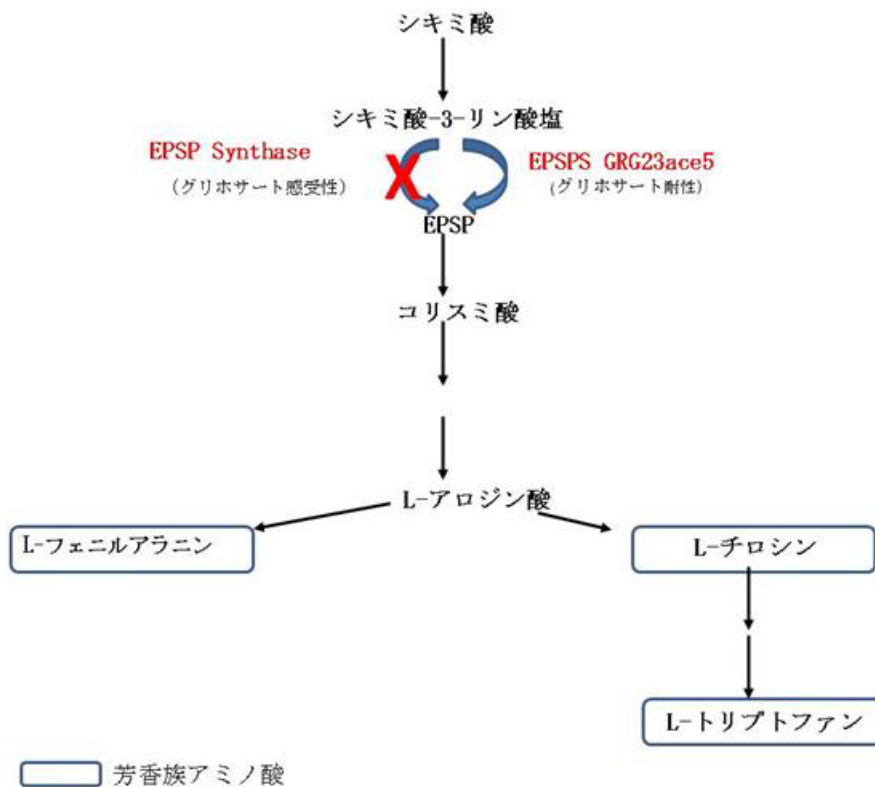 シキミ酸
シキミ酸-3-リン酸塩
EPSP Synthase
(グリホサート感受性)
X
EPSPS GRG23ace5
(グリホサート耐性)
EPSP
コリスミ酸
L-アロジン酸
L-フェニルアラニン
L-チロシン
L-トリプトファン
芳香族アミノ酸